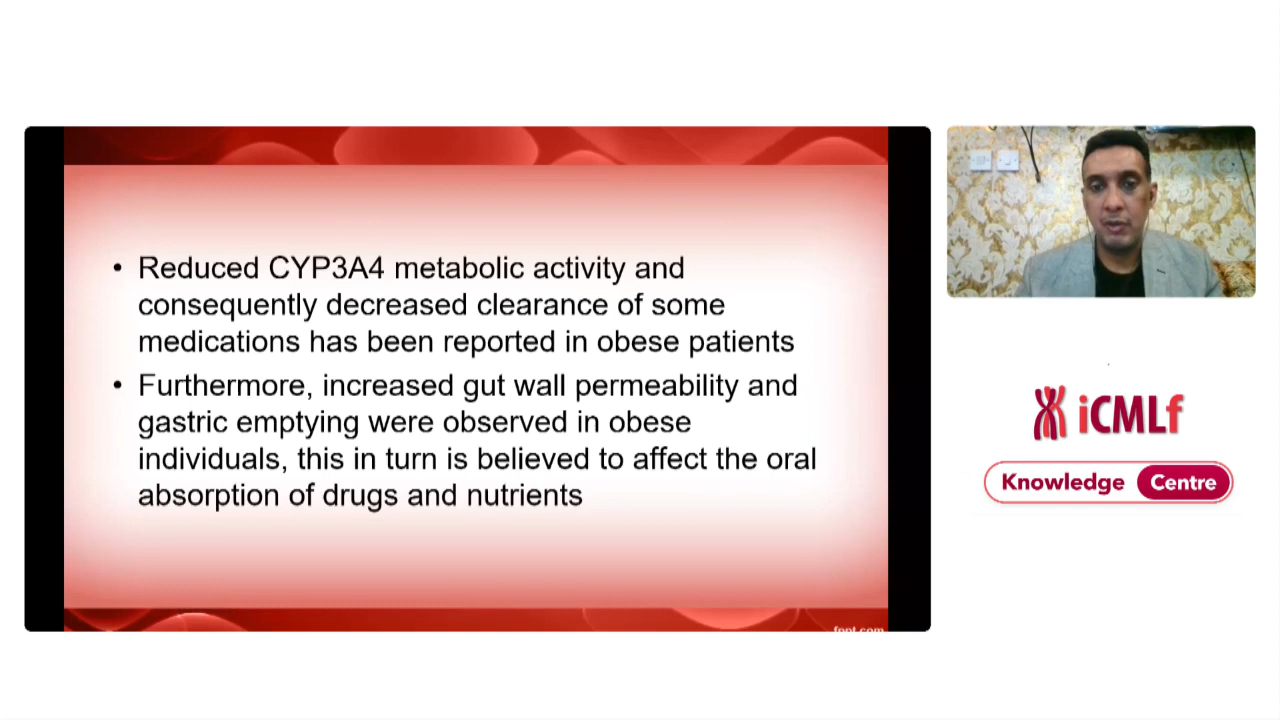 • Reduced CYP3A4 metabolic activity and
consequently decreased clearance of some
medications has been reported in obese patients
• Furthermore, increased gut wall permeability and
gastric emptying were observed in obese
individuals, this in turn is believed to affect the oral
absorption of drugs and nutrients
fppt.com
iCMLf
Knowledge Centre